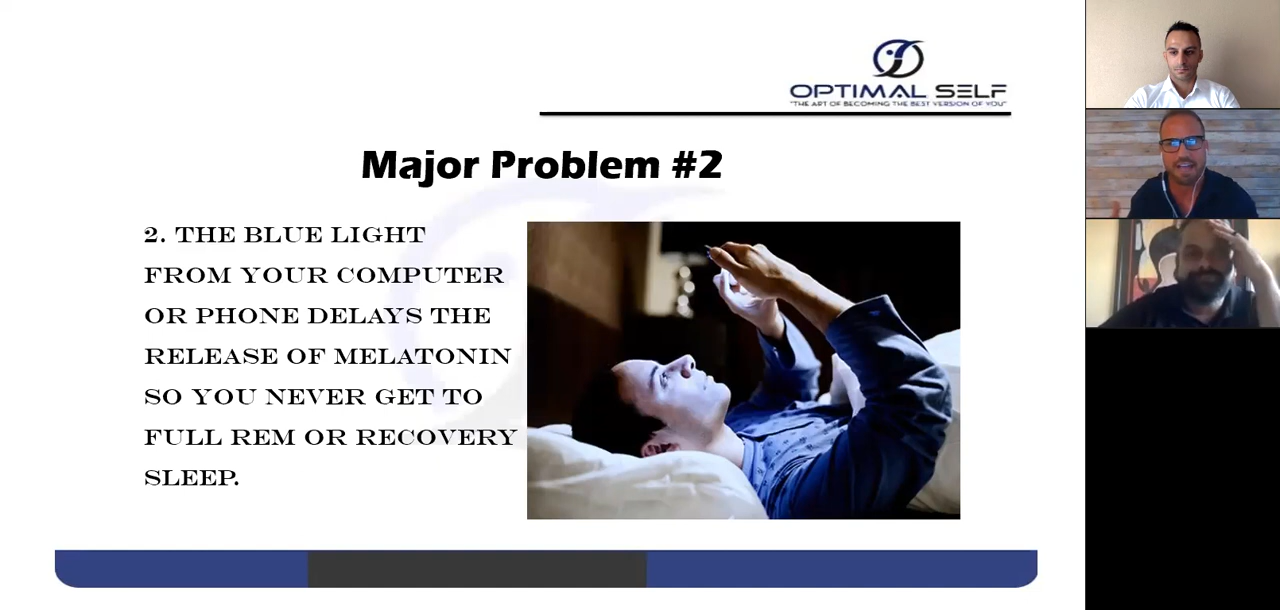 OPTIMAL SELF
"THE ART OF BECOMING THE BEST VERSION OF YOU"
Major Problem #2
2. THE BLUE LIGHT
FROM YOUR COMPUTER
OR PHONE DELAYS THE
RELEASE OF MELATONIN
SO YOU NEVER GET TO
FULL REM OR RECOVERY
SLEEP.